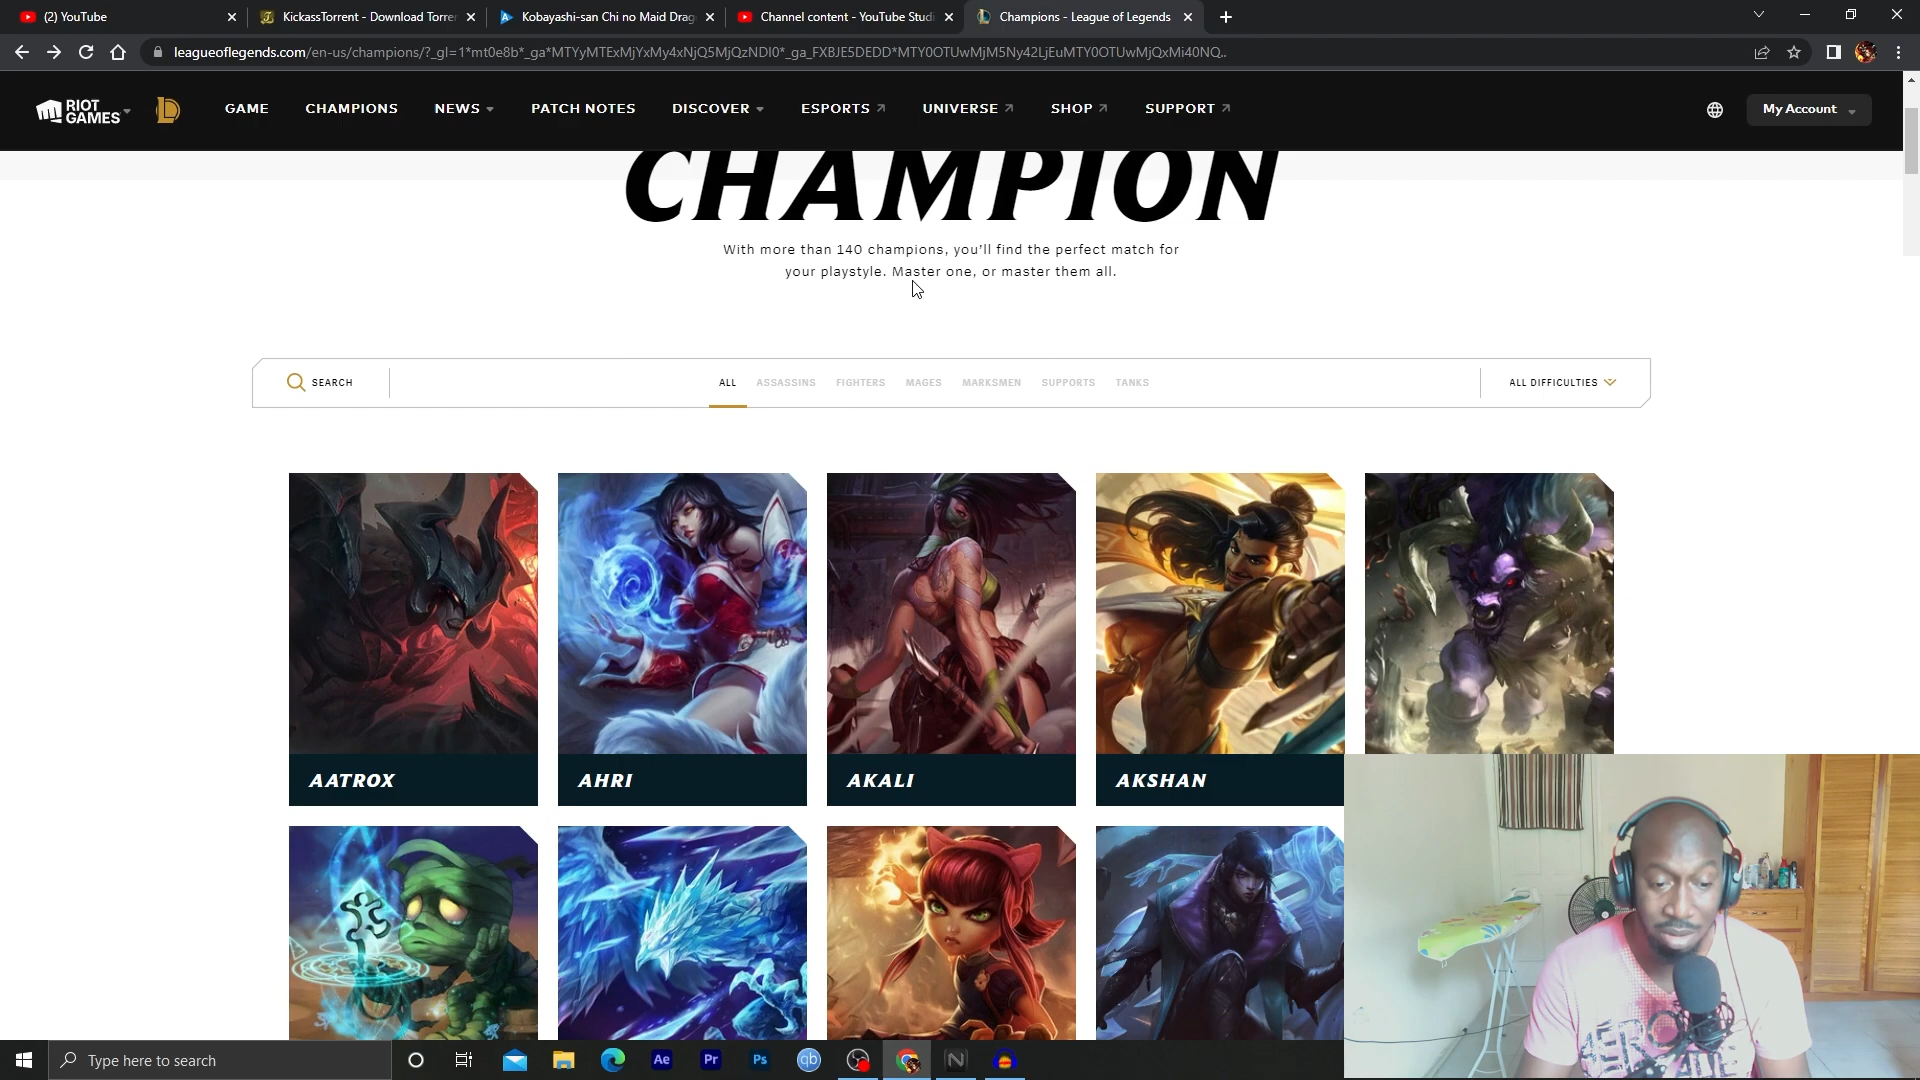 (2) YouTube
KickassTorrent - Download Torren
Kobayashi-san Chi no Maid Drag
Channel content - YouTube Studi
Champions - League of Legends
leagueoflegends.com/en-us/champions/?_gl=1*mt0e8b*_ga*MTYyMTExMjYxMy4xNjQ5MjQzNDI0*_ga_FXBJE5DEDD*MTY0OTUwMjM5Ny42LjEuMTY0OTUwMjQxMi40NQ..
RIOT GAMES
GAME
CHAMPIONS
NEWS
PATCH NOTES
DISCOVER
ESPORTS
UNIVERSE
SHOP
SUPPORT
My Account
CHAMPION
With more than 140 champions, you'll find the perfect match for
your playstyle. Master one, or master them all.
SEARCH
ALL
ASSASSINS
FIGHTERS
MAGES
MARKSMEN
SUPPORTS
TANKS
ALL DIFFICULTIES
AATROX
AHRI
AKALI
AKSHAN
Type here to search
Ae
Pr
Ps
qb
N